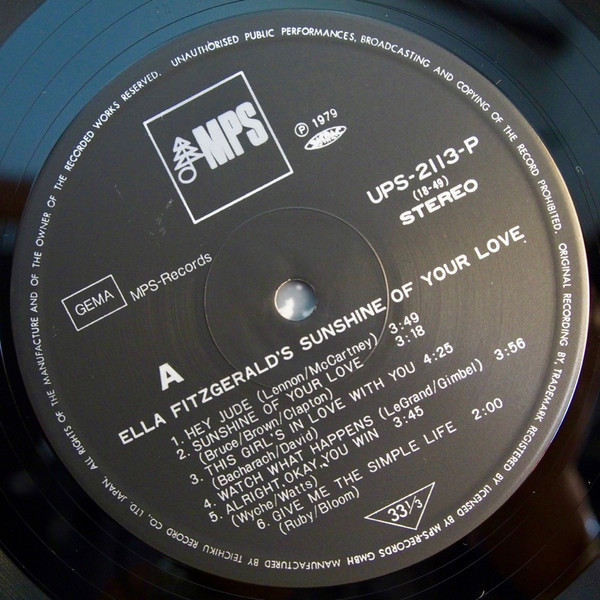 ALL RIGHTS OF THE MANUFACTURE AND OF THE OWNER OF THE RECORDED WORKS RESERVED. UNAUTHORISED PUBLIC PERFORMANCES, BROADCASTING AND COPYING OF THE RECORD PROHIBITED. ORIGINAL RECORDING BY, TRADEMARK REGISTERED BY LICENSED BY MPS-RECORDS GMBH MANUFACTURED BY TEICHIKU RECORD CO., LTD. JAPAN,
MPS
℗ 1979
UPS-2113-P
(18-49)
STEREO
GEMA
MPS-Records
A
ELLA FITZGERALD'S SUNSHINE OF YOUR LOVE
1. HEY JUDE (Lennon/McCartney) 3:49
2. SUNSHINE OF YOUR LOVE 3:18
(Bruce/Brown/Clapton)
3. THIS GIRL'S IN LOVE WITH YOU 4:25
(Bacharach/David)
4. WATCH WHAT HAPPENS (LeGrand/Gimbel) 3:56
5. ALRIGHT, OKAY, YOU WIN 3:45
(Wyche/Watts)
6. GIVE ME THE SIMPLE LIFE 2:00
(Ruby/Bloom)
33 1/3